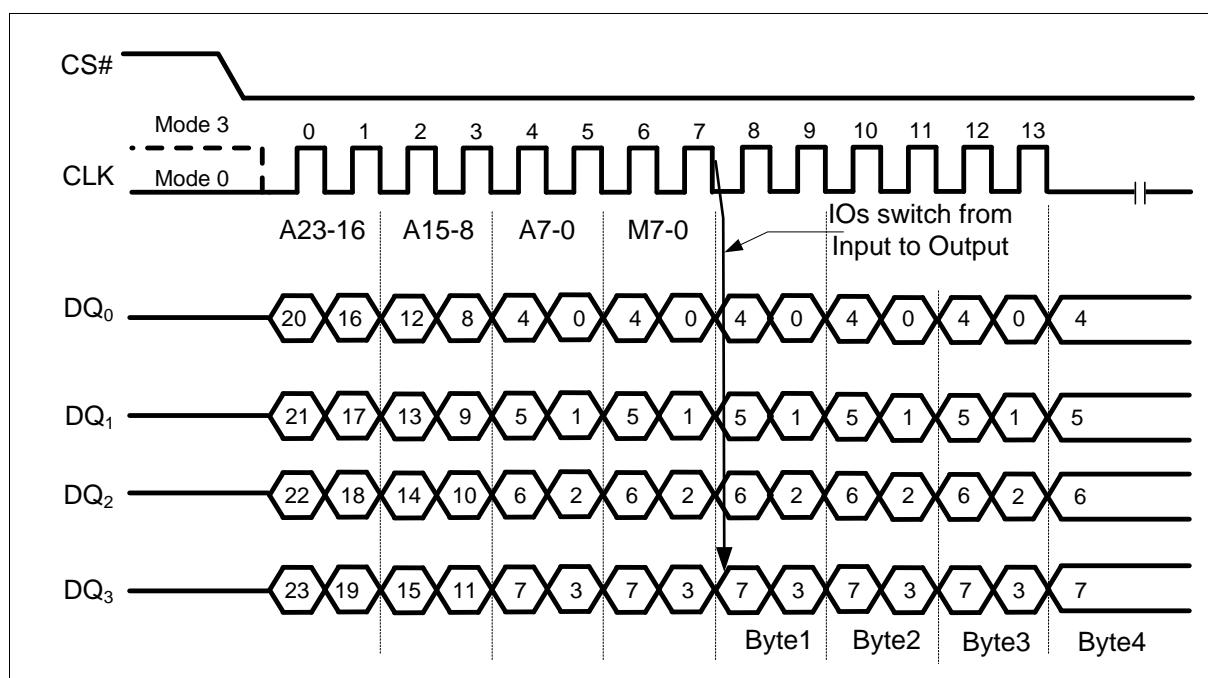 CS#
Mode 3
0 1 2 3 4 5 6 7 8 9 10 11 12 13
CLK
Mode 0
A23-16 A15-8 A7-0 M7-0
IOs switch from
Input to Output
DQ0 20 16 12 8 4 0 4 0 4 0 4 0 4 0 4
DQ1 21 17 13 9 5 1 5 1 5 1 5 1 5 1 5
DQ2 22 18 14 10 6 2 6 2 6 2 6 2 6 2 6
DQ3 23 19 15 11 7 3 7 3 7 3 7 3 7 3 7
Byte1 Byte2 Byte3 Byte4